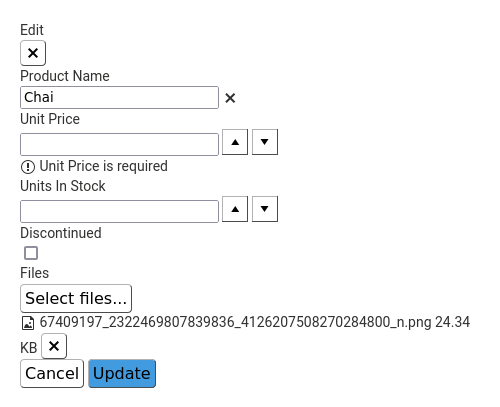 Edit
Product Name
Chai
Unit Price
Unit Price is required
Units In Stock
Discontinued
Files
Select files...
67409197_2322469807839836_4126207508270284800_n.png 24.34
KB
Cancel Update